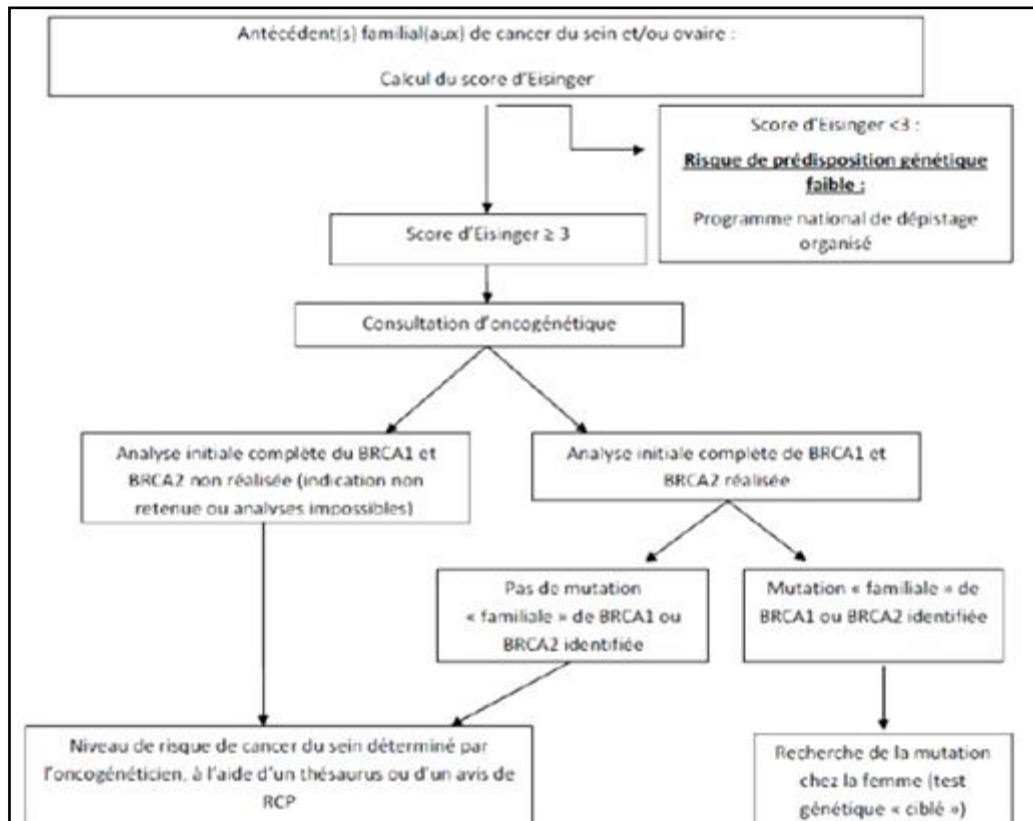 Antécédent(s) familial(aux) de cancer du sein et/ou ovaire :
Calcul du score d'Eisinger
Score d'Eisinger <3 :
Risque de prédisposition génétique
faible :
Programme national de dépistage
organisé
Score d'Eisinger ≥ 3
Consultation d'oncogénétique
Analyse initiale complète du BRCA1 et
BRCA2 non réalisée (indication non
retenue ou analyses impossibles)
Analyse initiale complète de BRCA1 et
BRCA2 réalisée
Pas de mutation
« familiale » de BRCA1 ou
BRCA2 identifiée
Mutation « familiale » de
BRCA1 ou BRCA2 identifiée
Niveau de risque de cancer du sein déterminé par
l'oncogénéticien, à l'aide d'un thésaurus ou d'un avis de
RCP
Recherche de la mutation
chez la femme (test
génétique « ciblé »)